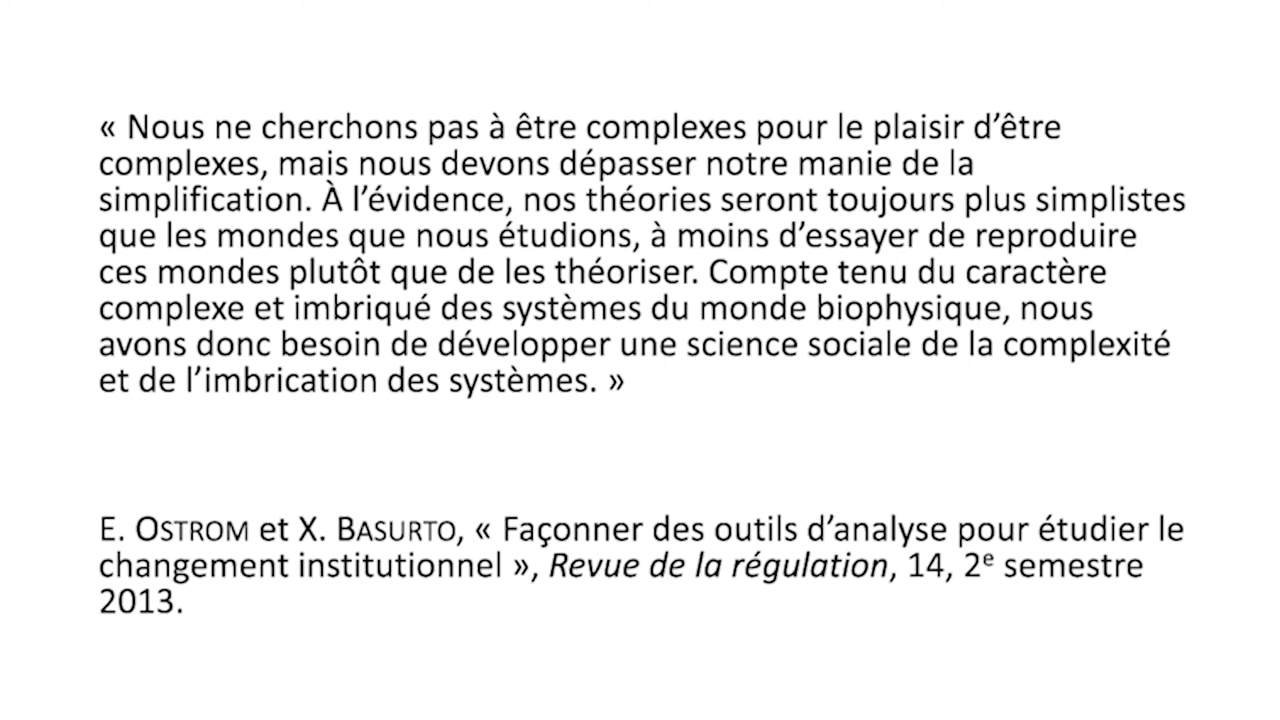 « Nous ne cherchons pas à être complexes pour le plaisir d’être
complexes, mais nous devons dépasser notre manie de la
simplification. À l’évidence, nos théories seront toujours plus simplistes
que les mondes que nous étudions, à moins d’essayer de reproduire
ces mondes plutôt que de les théoriser. Compte tenu du caractère
complexe et imbriqué des systèmes du monde biophysique, nous
avons donc besoin de développer une science sociale de la complexité
et de l’imbrication des systèmes. »
E. OSTROM et X. BASURTO, « Façonner des outils d’analyse pour étudier le
changement institutionnel », Revue de la régulation, 14, 2ᵉ semestre
2013.